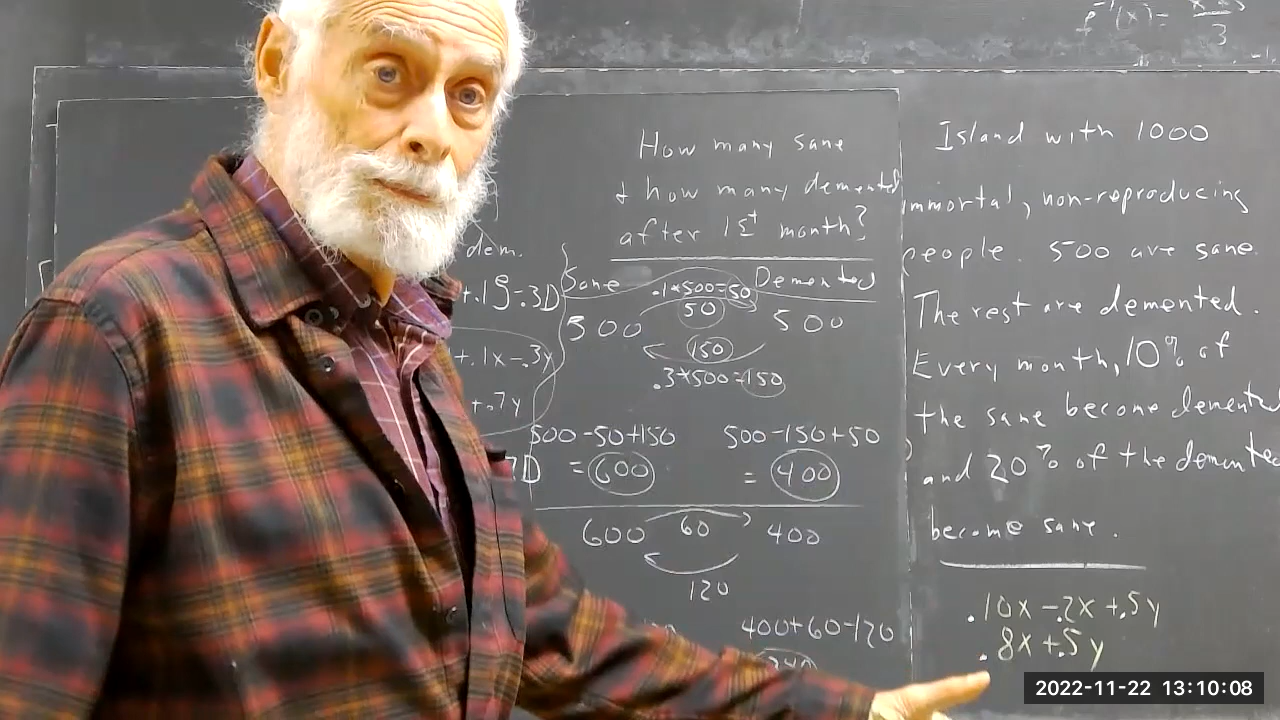 How many sane
& how many demented
after 1st month?
Sane Demented
.1*500=50
50
500 500
150
.3*500=150
500-50+150 500-150+50
=600 = 400
600 60 400
120
400+60-120
340
dem.
+.1S=.3D
+.1x-.3y
+.7y
Island with 1000
immortal, non-reproducing
people. 500 are sane.
The rest are demented.
Every month, 10% of
the sane become demented
and 20% of the demented
become sane.
.10x-.2x+.5y
.8x+.5y
2022-11-22 13:10:08